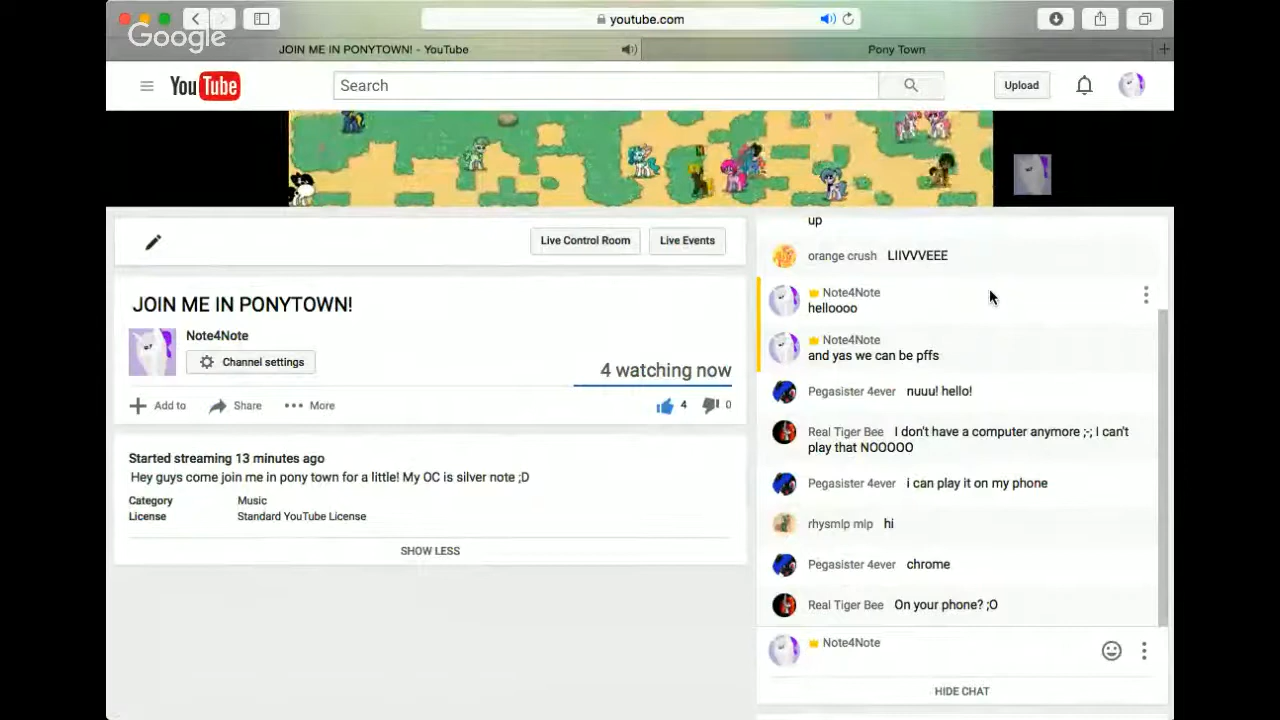 Google
youtube.com
JOIN ME IN PONYTOWN! - YouTube
Pony Town
YouTube
Search
Upload
Live Control Room
Live Events
JOIN ME IN PONYTOWN!
Note4Note
Channel settings
4 watching now
Add to
Share
More
4
0
Started streaming 13 minutes ago
Hey guys come join me in pony town for a little! My OC is silver note ;D
Category Music
License Standard YouTube License
SHOW LESS
up
orange crush LIIVVVEEE
Note4Note
helloooo
Note4Note
and yas we can be pffs
Pegasister 4ever nuuu! hello!
Real Tiger Bee I don't have a computer anymore ;-; I can't
play that NOOOOO
Pegasister 4ever i can play it on my phone
rhysmlp mlp hi
Pegasister 4ever chrome
Real Tiger Bee On your phone? ;O
Note4Note
HIDE CHAT